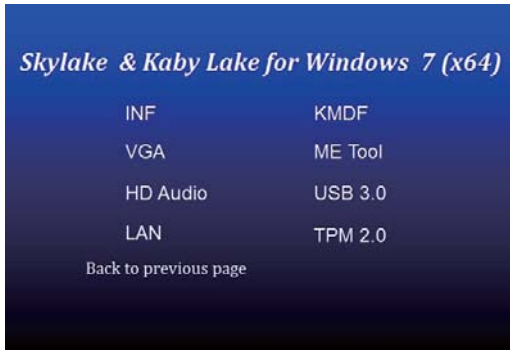 Skylake & Kaby Lake for Windows 7 (x64)
INF KMDF
VGA ME Tool
HD Audio USB 3.0
LAN TPM 2.0
Back to previous page